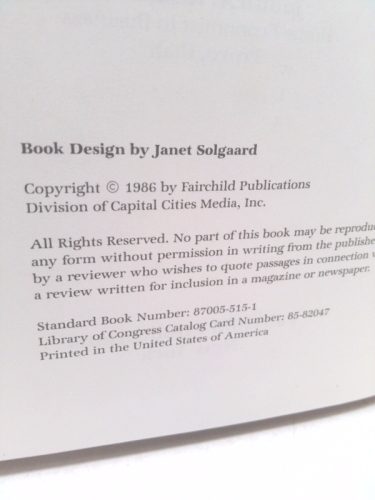 Book Design by Janet Solgaard
Copyright © 1986 by Fairchild Publications
Division of Capital Cities Media, Inc.
All Rights Reserved. No part of this book may be reproduc
any form without permission in writing from the publishe
by a reviewer who wishes to quote passages in connection
a review written for inclusion in a magazine or newspaper.
Standard Book Number: 87005-515-1
Library of Congress Catalog Card Number: 85-82047
Printed in the United States of America